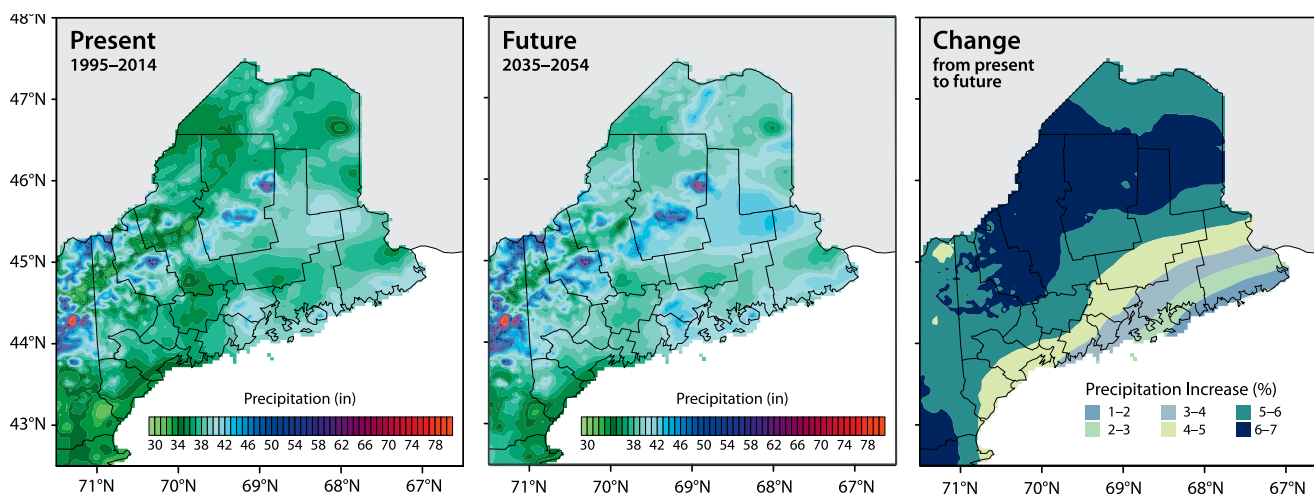 48°N
47°N
46°N
45°N
44°N
43°N
Present
1995–2014
Precipitation (in)
30 34 38 42 46 50 54 58 62 66 70 74 78
71°N 70°N 69°N 68°N 67°N
Future
2035–2054
Precipitation (in)
30 34 38 42 46 50 54 58 62 66 70 74 78
71°N 70°N 69°N 68°N 67°N
Change
from present
to future
Precipitation Increase (%)
1–2 3–4 5–6
2–3 4–5 6–7
71°N 70°N 69°N 68°N 67°N